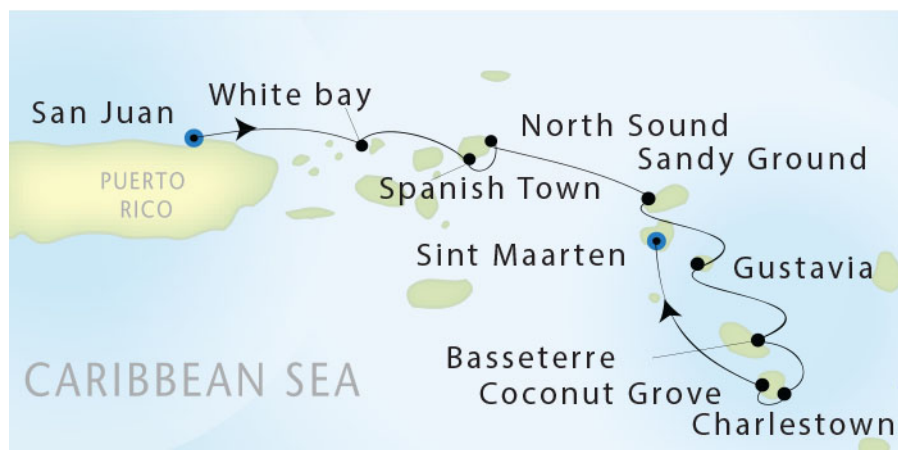 White bay
San Juan
North Sound
Sandy Ground
PUERTO
RICO
Spanish Town
Sint Maarten
Gustavia
Basseterre
CARIBBEAN SEA
Coconut Grove
Charlestown